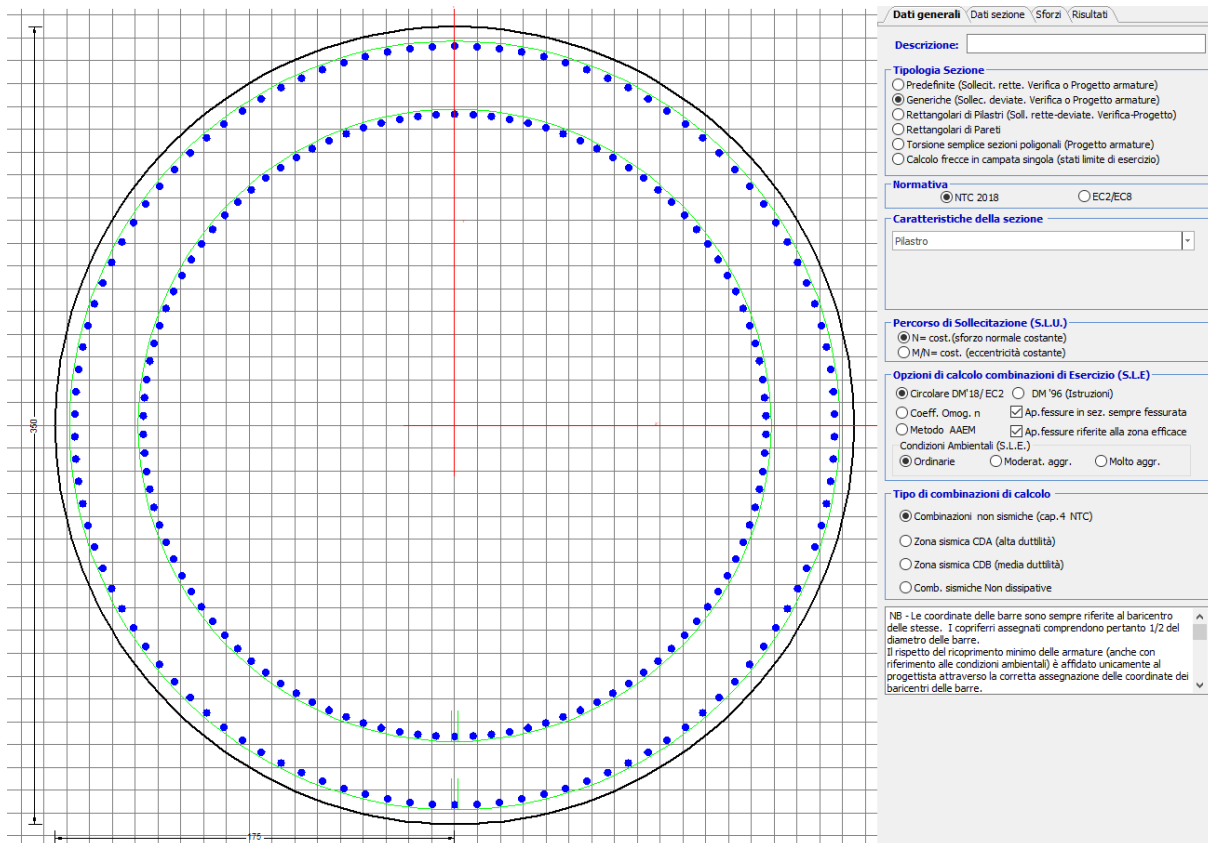 350
175
Dati generali
Dati sezione
Sforzi
Risultati
Descrizione:
Tipologia Sezione
Predefinite (Sollecit. rette. Verifica o Progetto armature)
Generiche (Sollec. deviate. Verifica o Progetto armature)
Rettangolari di Pilastri (Soll. rette-deviate. Verifica-Progetto)
Rettangolari di Pareti
Torsione semplice sezioni poligonali (Progetto armature)
Calcolo frecce in campata singola (stati limite di esercizio)
Normativa
NTC 2018
EC2/EC8
Caratteristiche della sezione
Pilastro
Percorso di Sollecitazione (S.L.U.)
N= cost.(sforzo normale costante)
M/N= cost. (eccentricità costante)
Opzioni di calcolo combinazioni di Esercizio (S.L.E)
Circolare DM'18/ EC2
DM '96 (Istruzioni)
Coeff. Omog. n
Ap.fessure in sez. sempre fessurata
Metodo AAEM
Ap.fessure riferite alla zona efficace
Condizioni Ambientali (S.L.E.)
Ordinarie
Moderat. aggr.
Molto aggr.
Tipo di combinazioni di calcolo
Combinazioni non sismiche (cap.4 NTC)
Zona sismica CDA (alta duttilità)
Zona sismica CDB (media duttilità)
Comb. sismiche Non dissipative
NB - Le coordinate delle barre sono sempre riferite al baricentro
delle stesse. I copriferri assegnati comprendono pertanto 1/2 del
diametro delle barre.
Il rispetto del ricoprimento minimo delle armature (anche con
riferimento alle condizioni ambientali) è affidato unicamente al
progettista attraverso la corretta assegnazione delle coordinate dei
baricentri delle barre.